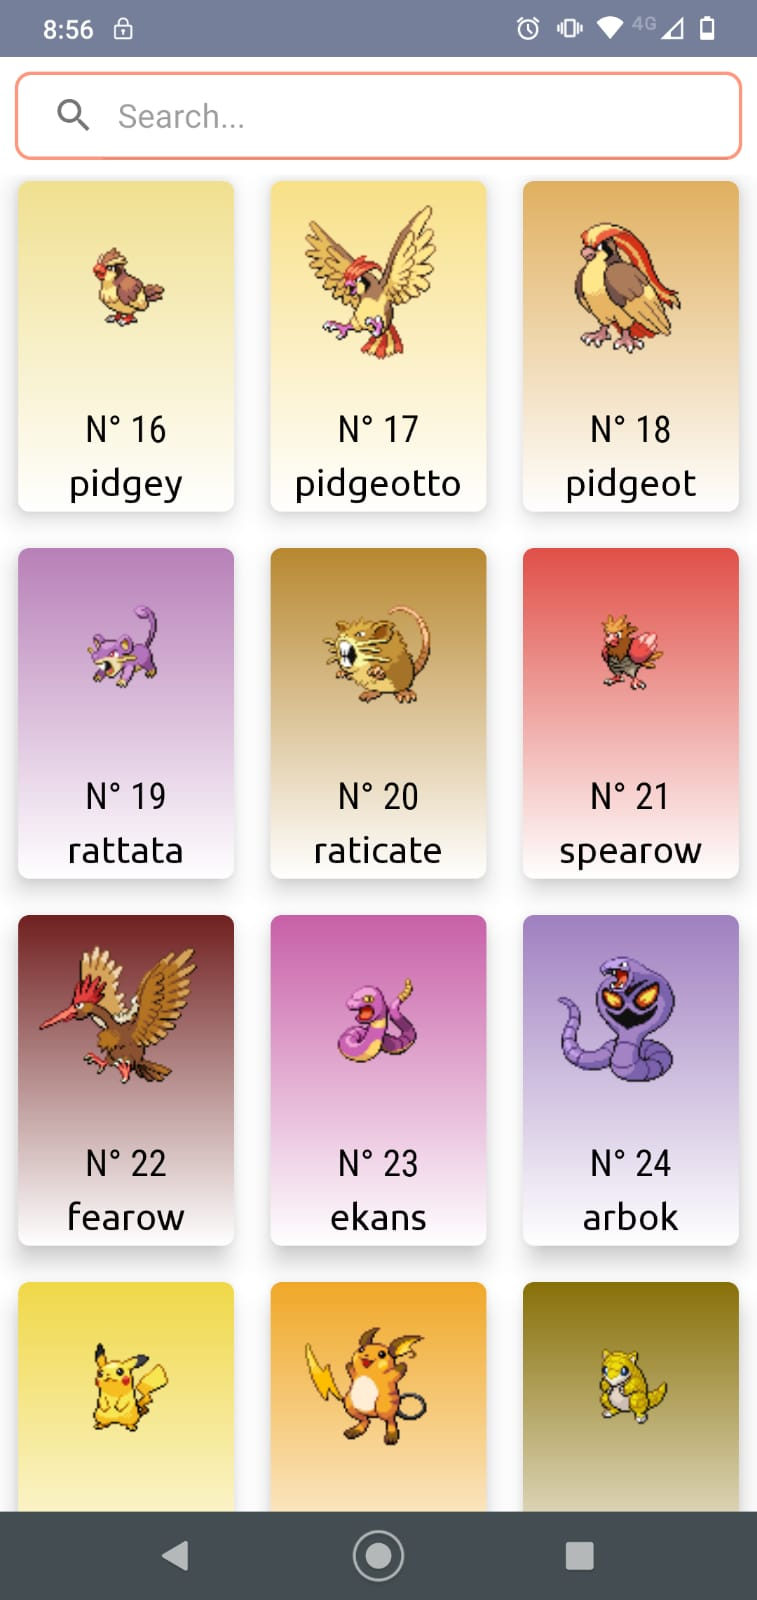 8:56
4G
Search...
N° 16
pidgey
N° 17
pidgeotto
N° 18
pidgeot
N° 19
rattata
N° 20
raticate
N° 21
spearow
N° 22
fearow
N° 23
ekans
N° 24
arbok